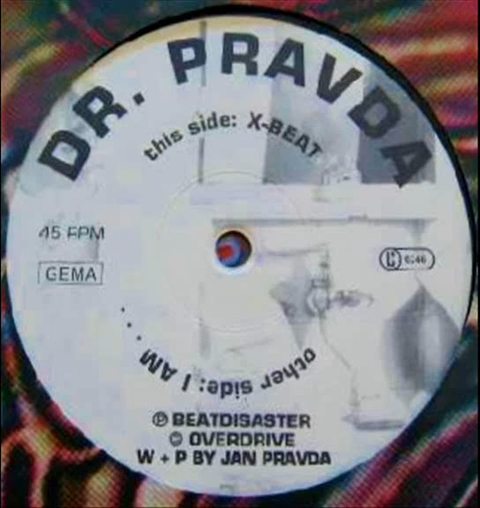 DR. PRAVDA
this side: X-BEAT
45 RPM
GEMA
other side: I AM ...
℗ BEATDISASTER
© OVERDRIVE
W + P BY JAN PRAVDA